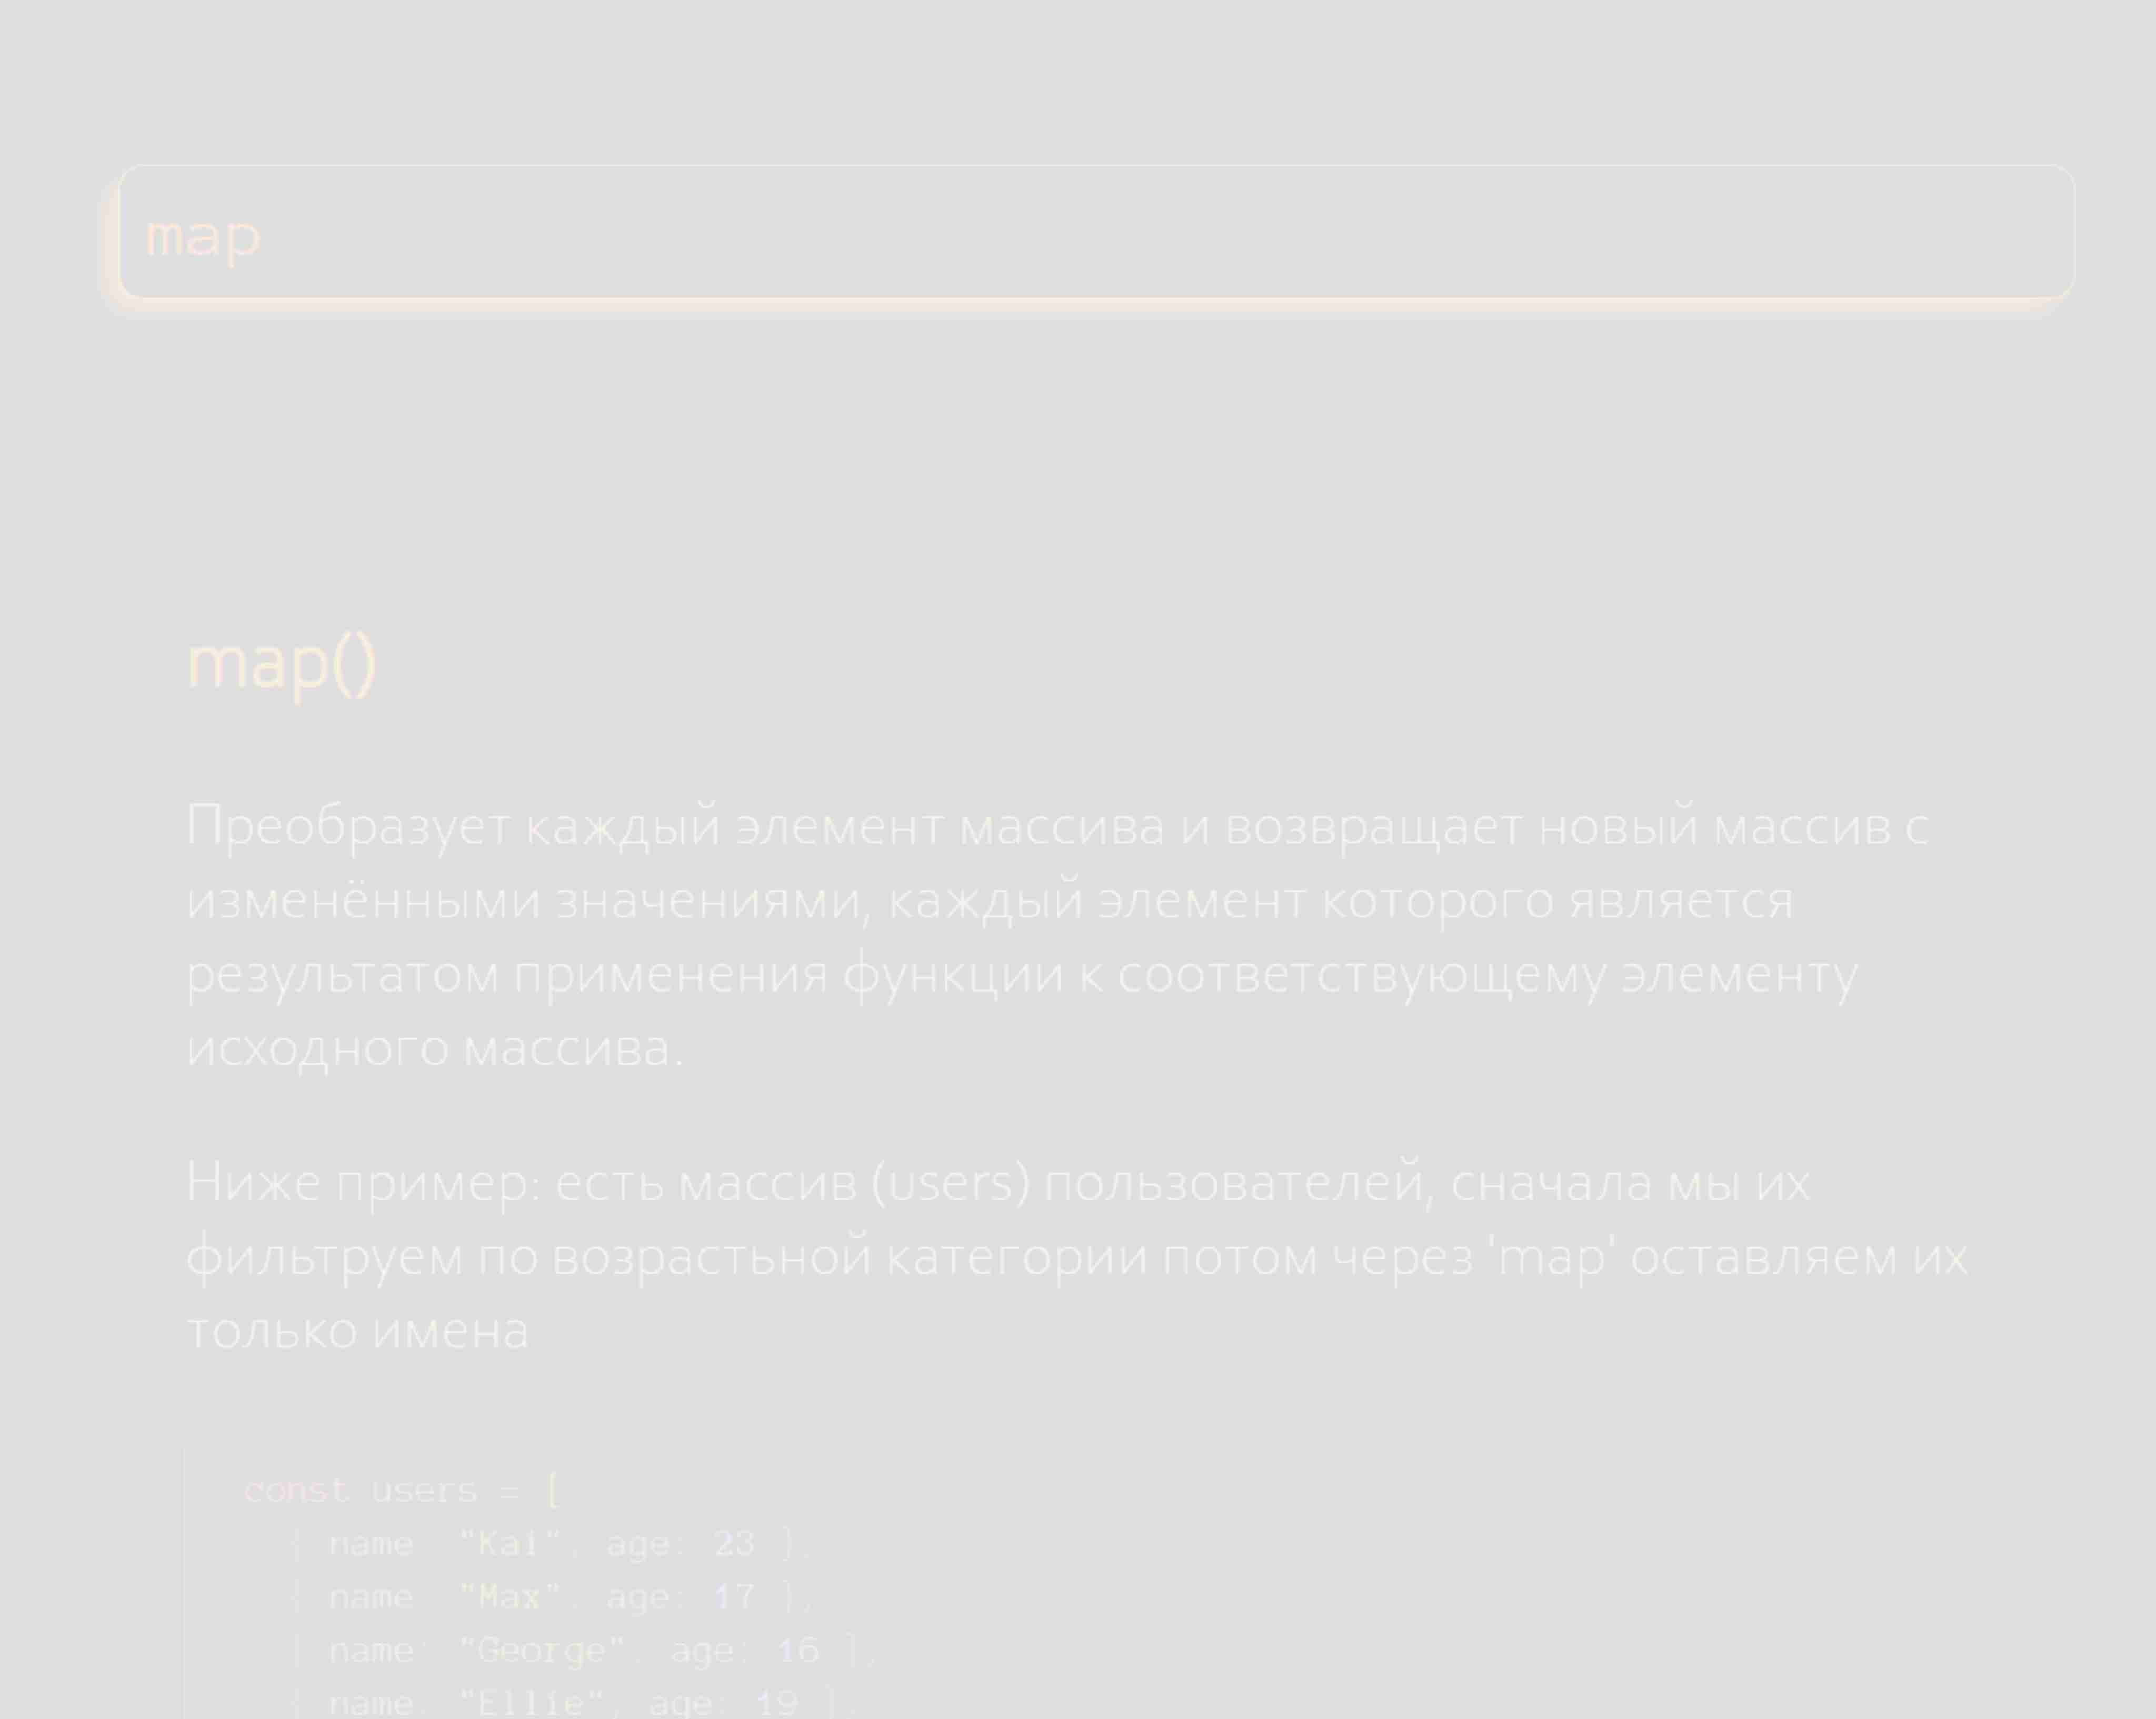 map
map()
Преобразует каждый элемент массива и возвращает новый массив с
изменёнными значениями, каждый элемент которого является
результатом применения функции к соответствующему элементу
исходного массива.
Ниже пример: есть массив (users) пользователей, сначала мы их
фильтруем по возрастьной категории потом через 'map' оставляем их
только имена
const users = [
{ name: "Kai", age: 23 },
{ name: "Max", age: 17 },
{ name: "George", age: 16 },
{ name: "Ellie", age: 19 },